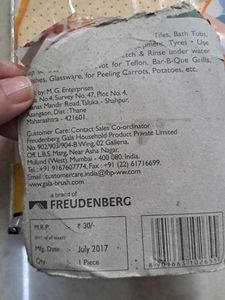 Tiles, Bath Tubs,
Tyres - Use
& Rinse under water
for Teflon, Bar-B-Que Grills,
Glassware, for Peeling Carrots, Potatoes, etc.
by: M. G. Enterprises
No.4, Survey No. 47, Plot No. 4,
Mandir Road, Taluka - Shahpur,
Asangaon, Dist : Thane
Maharashtra - 421601
Customer Care: Contact Sales Co-ordinator
Freudenberg Gala Household Product Private Limited
No. 902/903/904-B Wing, 02 Galleria,
Off. L.B.S. Marg, Near Asha Nagar,
Mulund (West), Mumbai - 400 080. India.
Tel.: +91 9167607774, Fax: +91 (22) 61716699.
Email: customercare.india@fhp-ww.com
www.gala-brush.com
a brand of
FREUDENBERG
M.R.P. : ₹ 30/-
(Incl. of all taxes)
Mfg. Date : July 2017
Qty. : 1 Piece